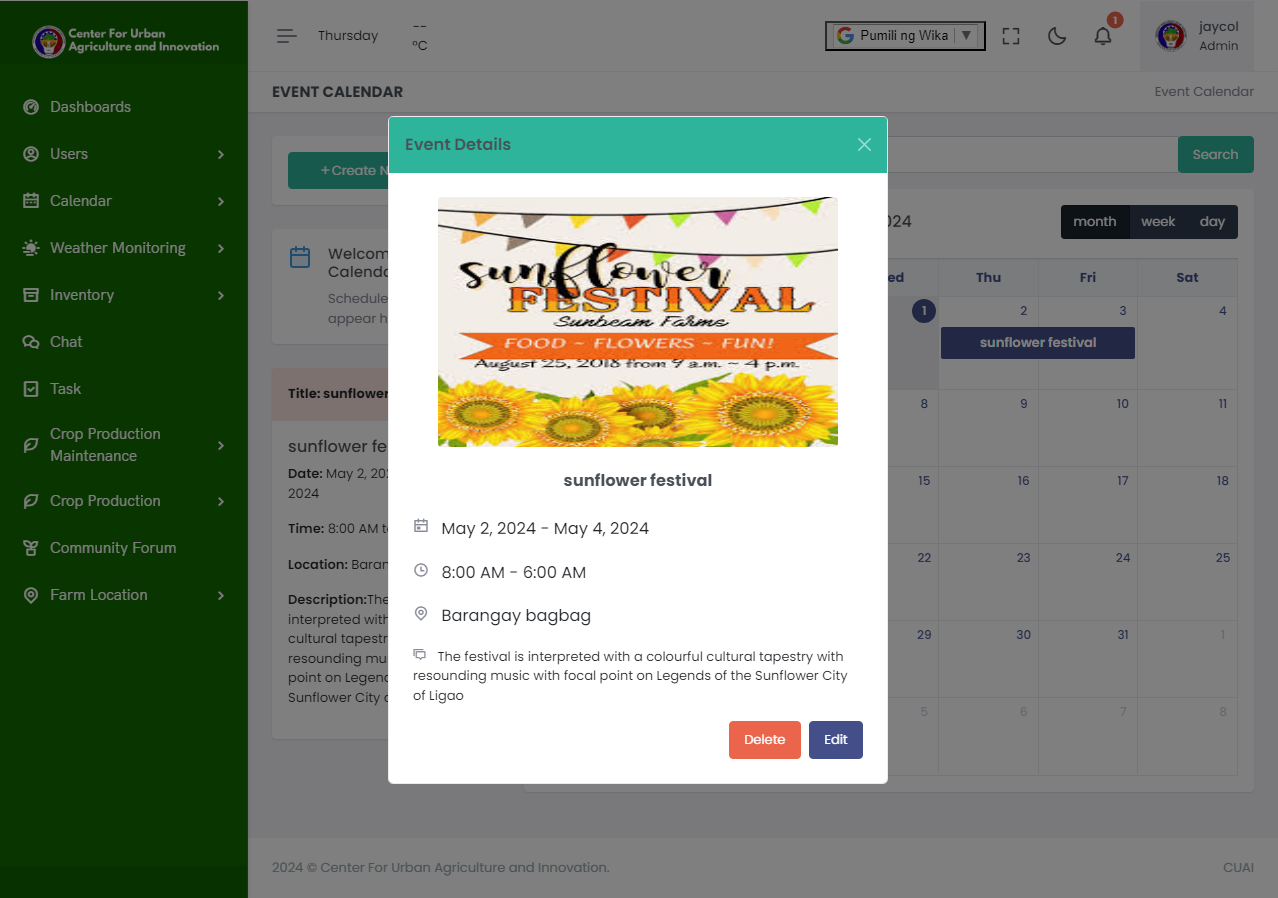 Center For Urban
Agriculture and Innovation
Dashboards
Users
Calendar
Weather Monitoring
Inventory
Chat
Task
Crop Production
Maintenance
Crop Production
Community Forum
Farm Location
Thursday
--
°C
Pumili ng Wika ▼
1
jaycol
Admin
EVENT CALENDAR
Event Calendar
+ Create N
Search
Welcom
Calenda
Schedule
appear h
Title: sunflower
sunflower fe
Date: May 2, 20
2024
Time: 8:00 AM t
Location: Baran
Description:The
interpreted with
cultural tapestr
resounding mu
point on Legen
Sunflower City o
Event Details
sunflower
FESTIVAL
Sunbeam Farms
FOOD ~ FLOWERS ~ FUN!
August 25, 2018 from 9 a.m. ~ 4 p.m.
sunflower festival
May 2, 2024 - May 4, 2024
8:00 AM - 6:00 AM
Barangay bagbag
The festival is interpreted with a colourful cultural tapestry with
resounding music with focal point on Legends of the Sunflower City
of Ligao
Delete Edit
2024
month week day
ed Thu Fri Sat
1 2 3 4
sunflower festival
8 9 10 11
15 16 17 18
22 23 24 25
29 30 31 1
5 6 7 8
2024 © Center For Urban Agriculture and Innovation.
CUAI